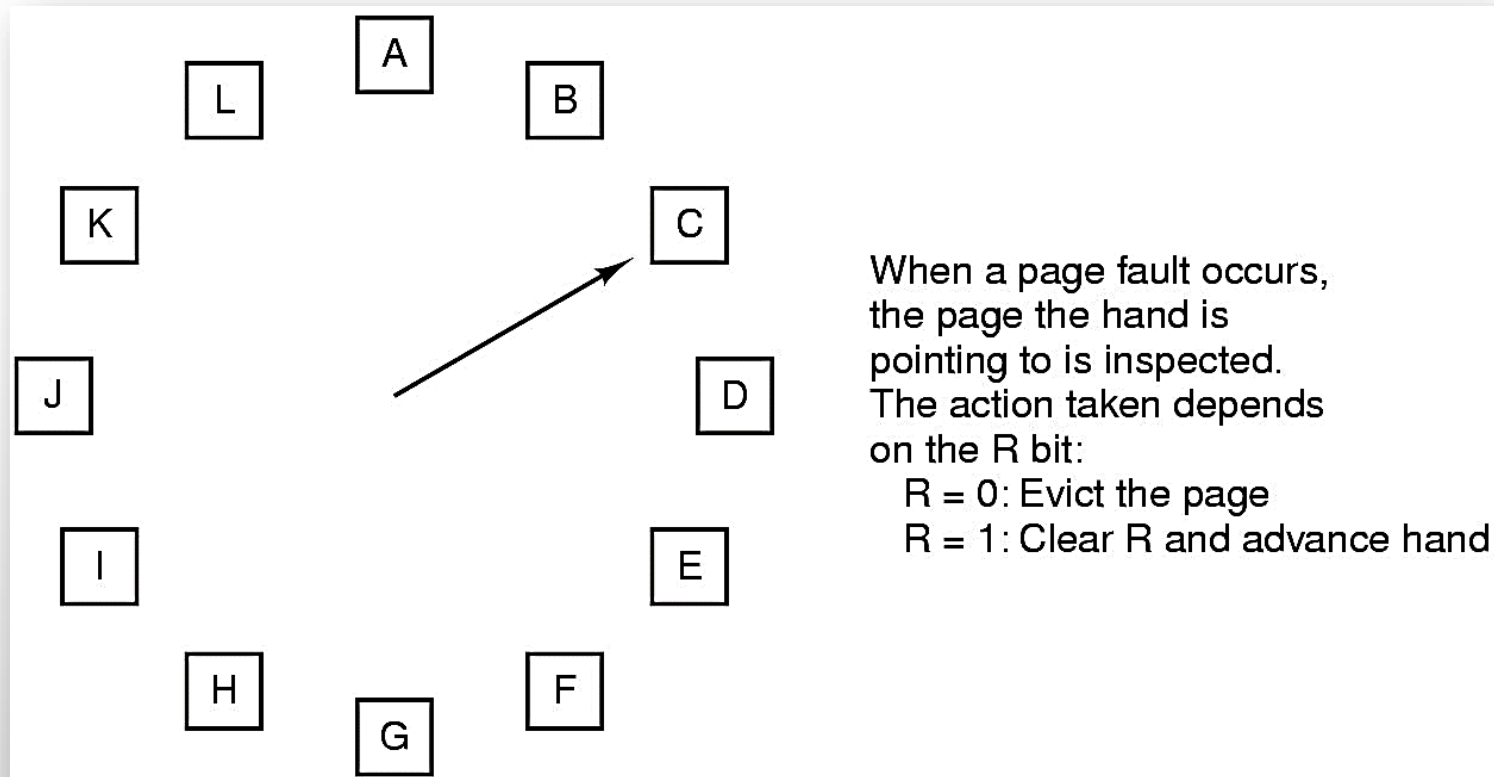 A
L
B
K
C
J
D
I
E
H
F
G
When a page fault occurs,
the page the hand is
pointing to is inspected.
The action taken depends
on the R bit:
R = 0: Evict the page
R = 1: Clear R and advance hand